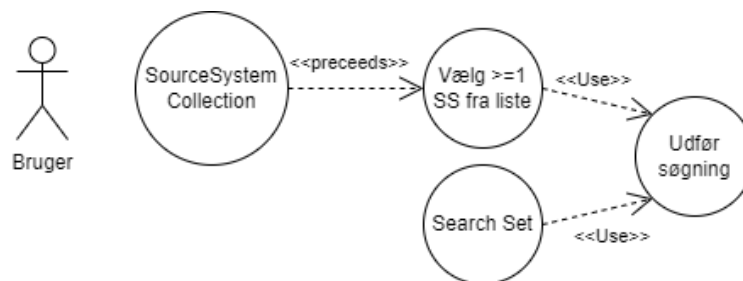 Bruger
SourceSystem
Collection
<<preceeds>>
Vælg >=1
SS fra liste
<<Use>>
Search Set
<<Use>>
Udfør
søgning